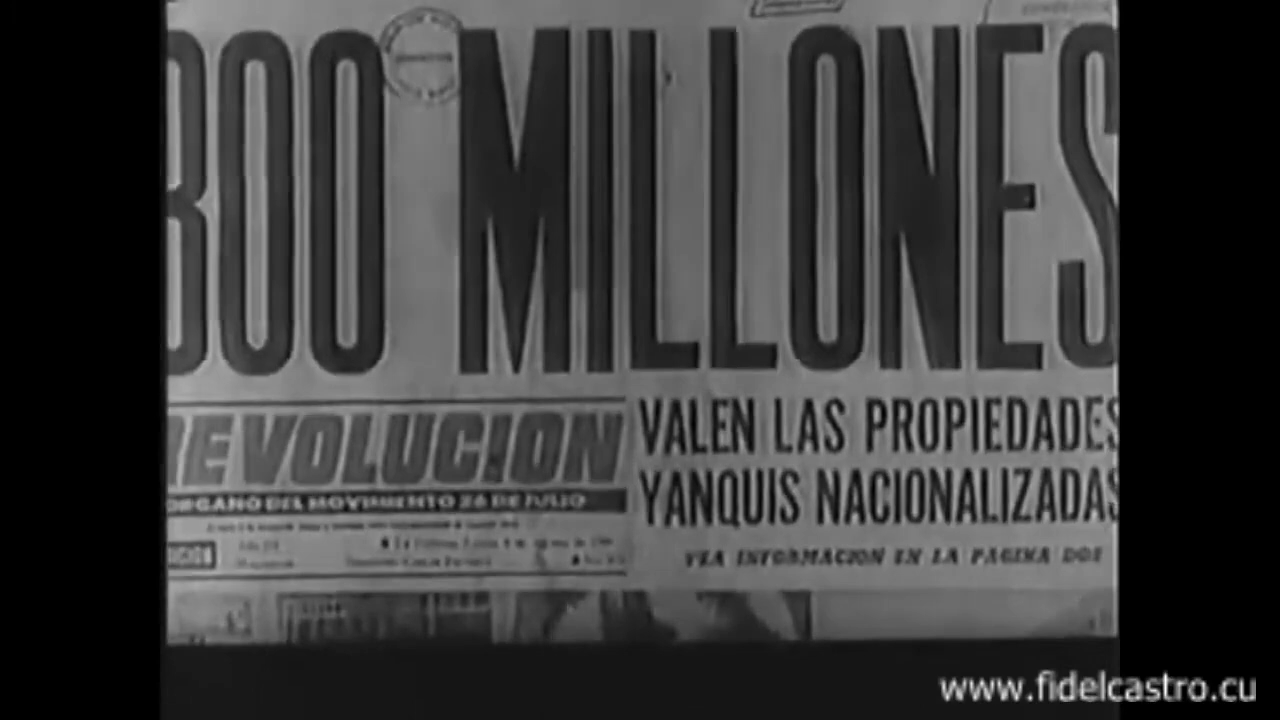 800 MILLONES
REVOLUCION
ORGANO DEL MOVIMIENTO 26 DE JULIO
VALEN LAS PROPIEDADES
YANQUIS NACIONALIZADAS
VEA INFORMACION EN LA PAGINA DOS
www.fidelcastro.cu